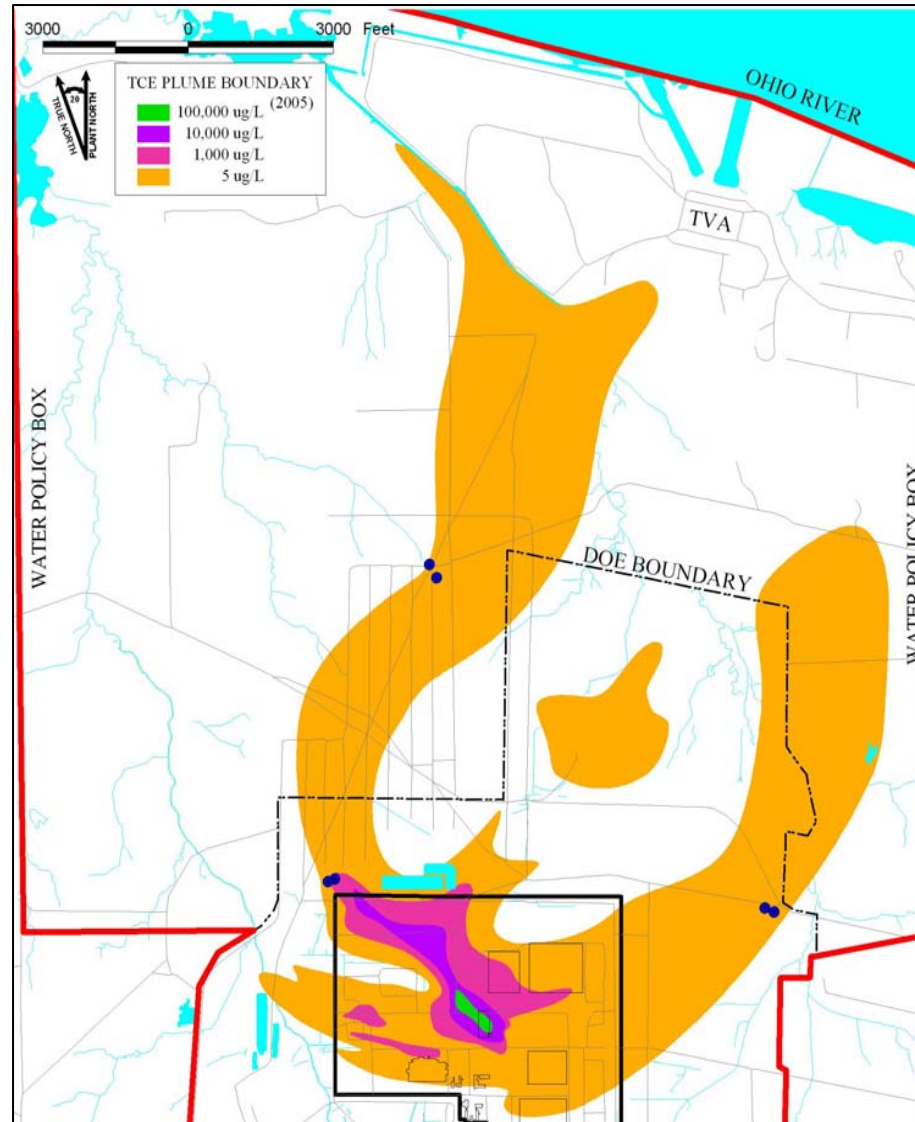 3000 0 3000 Feet
TCE PLUME BOUNDARY
(2005)
100,000 ug/L
10,000 ug/L
1,000 ug/L
5 ug/L
20
TRUE NORTH
PLANT NORTH
OHIO RIVER
TVA
WATER POLICY BOX
WATER POLICY BOX
DOE BOUNDARY